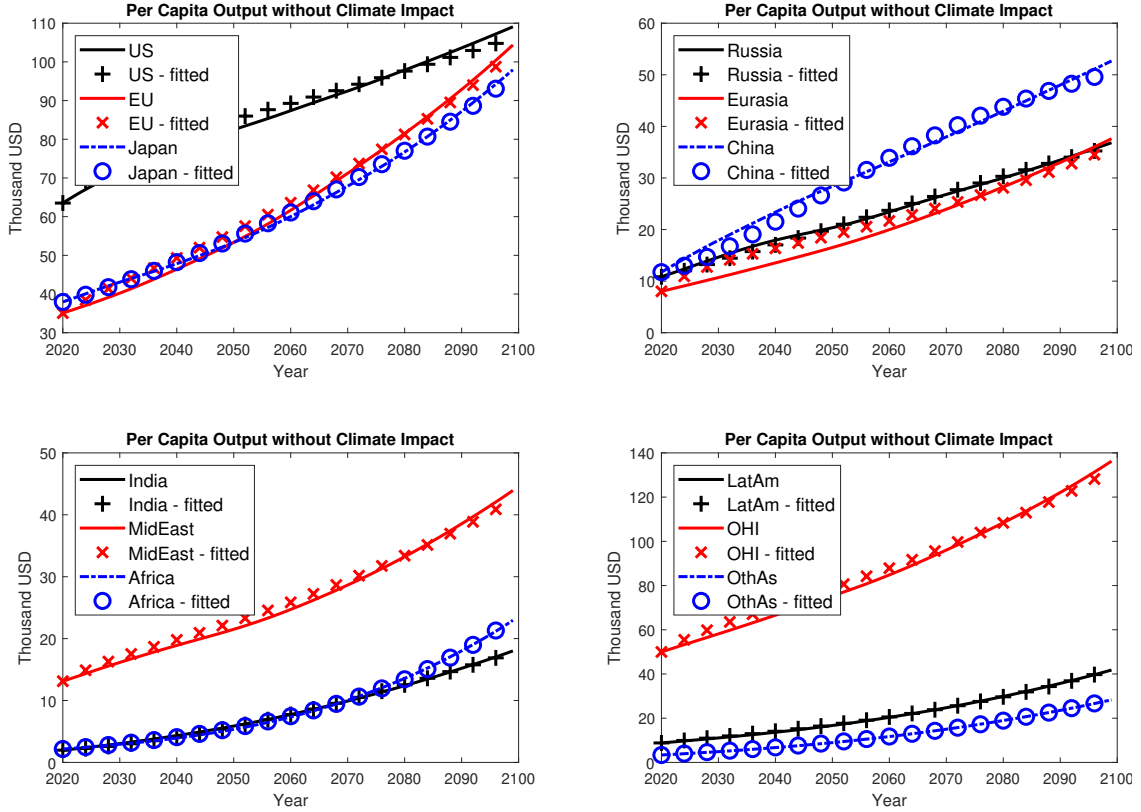 Per Capita Output without Climate Impact
Thousand USD
110
100
90
80
70
60
50
40
30
US
US - fitted
EU
EU - fitted
Japan
Japan - fitted
2020 2030 2040 2050 2060 2070 2080 2090 2100
Year
Per Capita Output without Climate Impact
Thousand USD
60
50
40
30
20
10
0
Russia
Russia - fitted
Eurasia
Eurasia - fitted
China
China - fitted
2020 2030 2040 2050 2060 2070 2080 2090 2100
Year
Per Capita Output without Climate Impact
Thousand USD
50
40
30
20
10
0
India
India - fitted
MidEast
MidEast - fitted
Africa
Africa - fitted
2020 2030 2040 2050 2060 2070 2080 2090 2100
Year
Per Capita Output without Climate Impact
Thousand USD
140
120
100
80
60
40
20
0
LatAm
LatAm - fitted
OHI
OHI - fitted
OthAs
OthAs - fitted
2020 2030 2040 2050 2060 2070 2080 2090 2100
Year